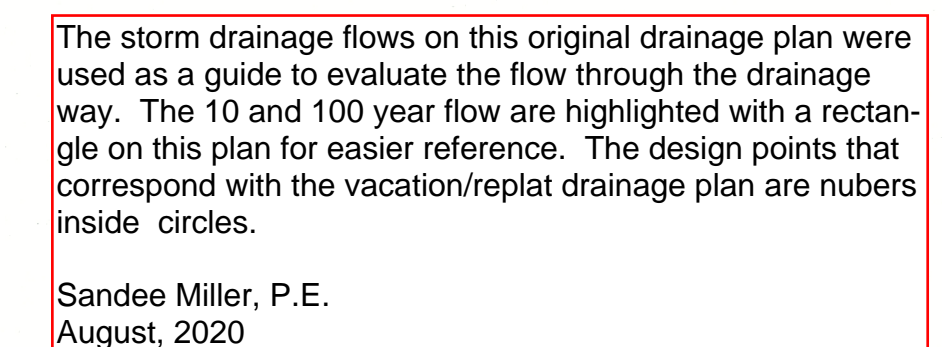 The storm drainage flows on this original drainage plan were
used as a guide to evaluate the flow through the drainage
way.  The 10 and 100 year flow are highlighted with a rectan-
gle on this plan for easier reference.  The design points that
correspond with the vacation/replat drainage plan are nubers
inside  circles.

Sandee Miller, P.E.
August, 2020